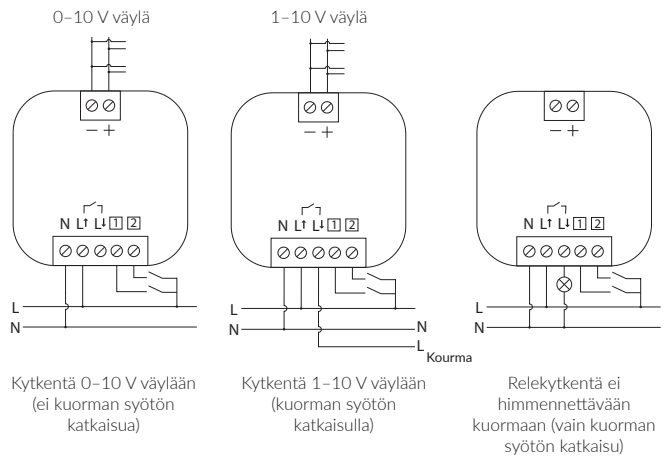 0–10 V väylä
1–10 V väylä
− +
− +
− +
N L↑ L↓ 1 2
N L↑ L↓ 1 2
N L↑ L↓ 1 2
L
N
L
N
N
L
Kourma
L
N
Kytkentä 0–10 V väylään
(ei kuorman syötön
katkaisua)
Kytkentä 1–10 V väylään
(kuorman syötön
katkaisulla)
Relekytkentä ei
himmennettävään
kuormaan (vain kuorman
syötön katkaisu)